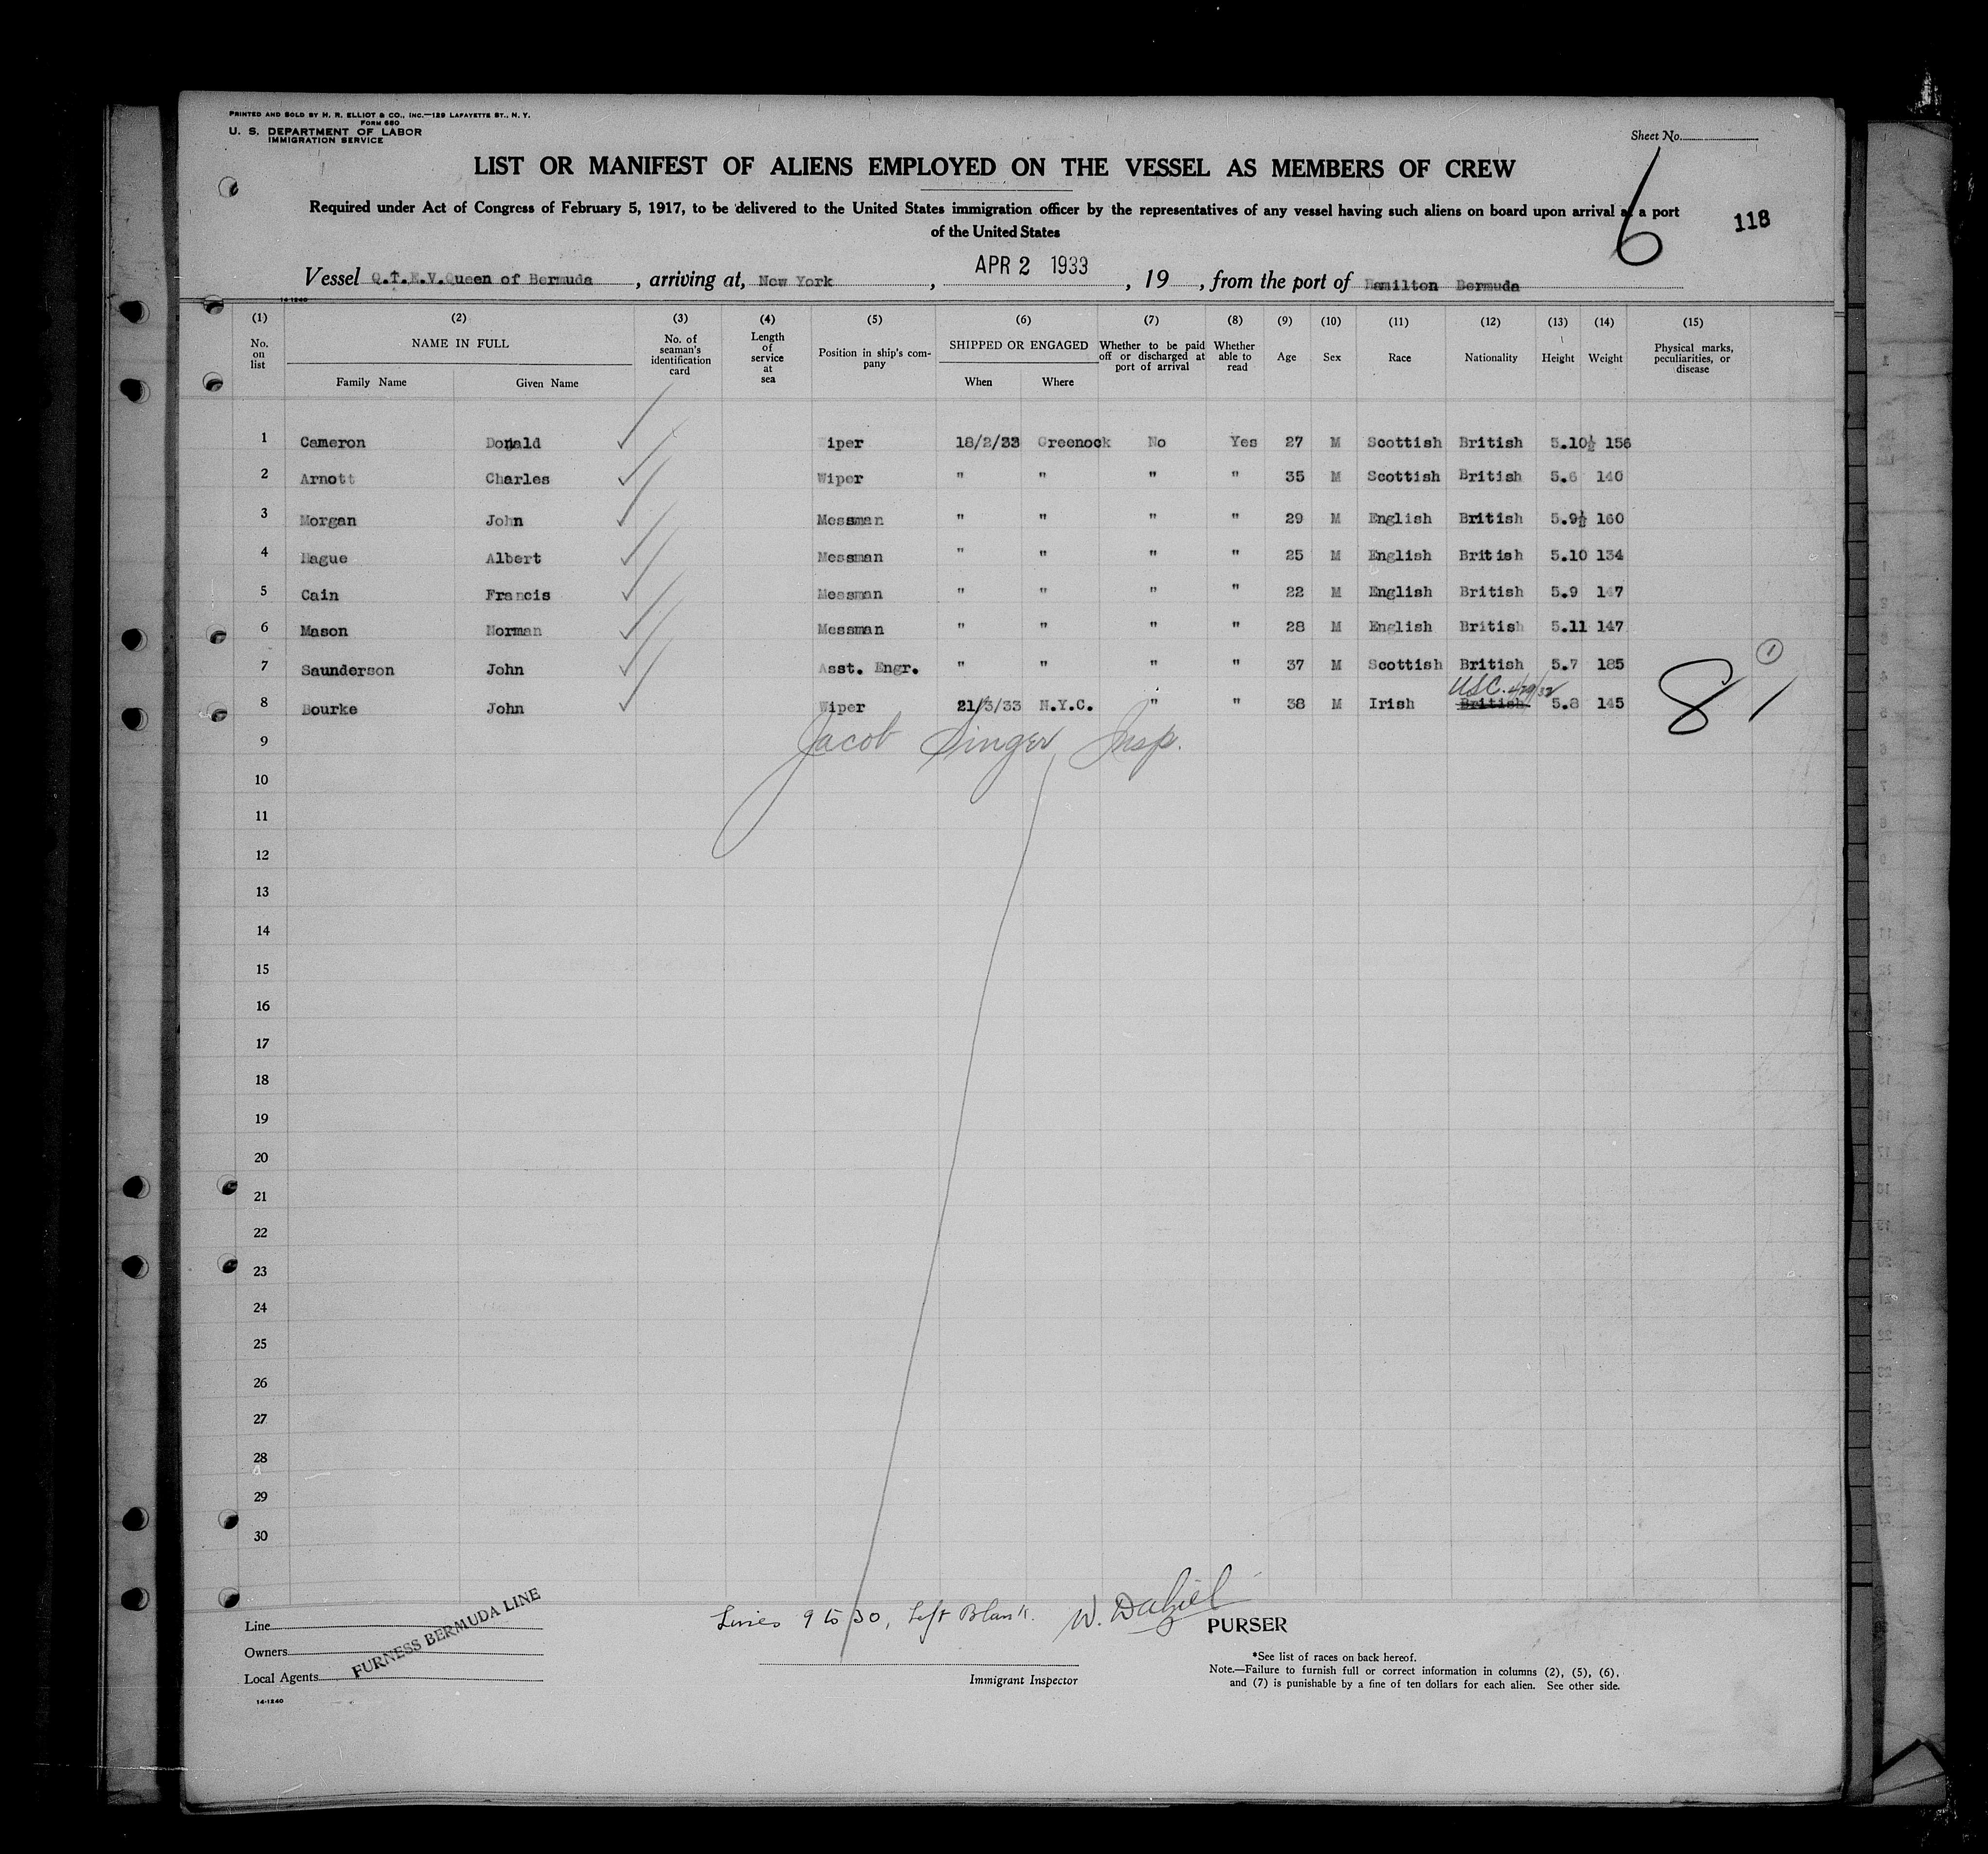 PRINTED AND SOLD BY H. R. ELLIOT & CO., INC.—129 LAFAYETTE ST., N. Y.
FORM 680
U. S. DEPARTMENT OF LABOR
IMMIGRATION SERVICE
Sheet No.
6
118
LIST OR MANIFEST OF ALIENS EMPLOYED ON THE VESSEL AS MEMBERS OF CREW
Required under Act of Congress of February 5, 1917, to be delivered to the United States immigration officer by the representatives of any vessel having such aliens on board upon arrival at a port
of the United States
Vessel Q.T.E.V.Queen of Bermuda, arriving at, New York, APR 2 1933, 19, from the port of Hamilton Bermuda
14-1240
(1) (2) (3) (4) (5) (6) (7) (8) (9) (10) (11) (12) (13) (14) (15)
No. on list NAME IN FULL Family Name Given Name No. of seaman's identification card Length of service at sea Position in ship's company SHIPPED OR ENGAGED When Where Whether to be paid off or discharged at port of arrival Whether able to read Age Sex Race Nationality Height Weight Physical marks, peculiarities, or disease
1 Cameron Donald Wiper 18/2/33 Greenock No Yes 27 M Scottish British 5.10½ 156
2 Arnott Charles Wiper " " " " 35 M Scottish British 5.6 140
3 Morgan John Messman " " " " 29 M English British 5.9½ 160
4 Hague Albert Messman " " " " 25 M English British 5.10 134
5 Cain Francis Messman " " " " 22 M English British 5.9 147
6 Mason Norman Messman " " " " 28 M English British 5.11 147
7 Saunderson John Asst. Engr. " " " " 37 M Scottish British 5.7 185
8 Bourke John Wiper 21/3/33 N.Y.C. " " 38 M Irish British USC. 5.8 145
8 1
1
9 Jacob Singer Insp.
10
11
12
13
14
15
16
17
18
19
20
21
22
23
24
25
26
27
28
29
30
Lines 9 to 30, Left Blank. W. PURSER
Line
Owners
Local Agents
FURNESS BERMUDA LINE
Immigrant Inspector
*See list of races on back hereof.
Note.—Failure to furnish full or correct information in columns (2), (5), (6),
and (7) is punishable by a fine of ten dollars for each alien. See other side.
14-1240